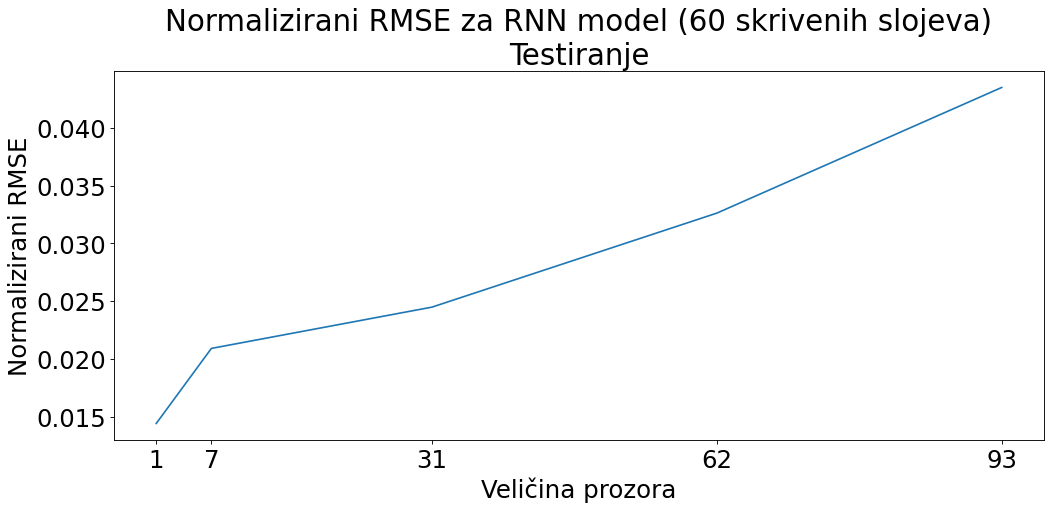 Normalizirani RMSE za RNN model (60 skrivenih slojeva)
Testiranje
Normalizirani RMSE
0.040
0.035
0.030
0.025
0.020
0.015
1 7 31 62 93
Veličina prozora